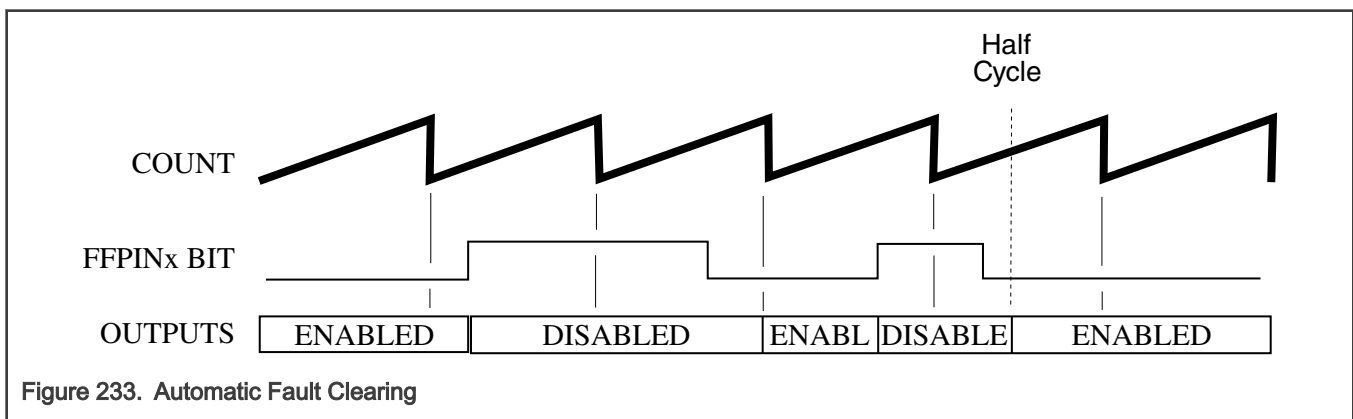 Half
Cycle
COUNT
FFPINx BIT
OUTPUTS
ENABLED
DISABLED
ENABL
DISABLE
ENABLED
Figure 233. Automatic Fault Clearing